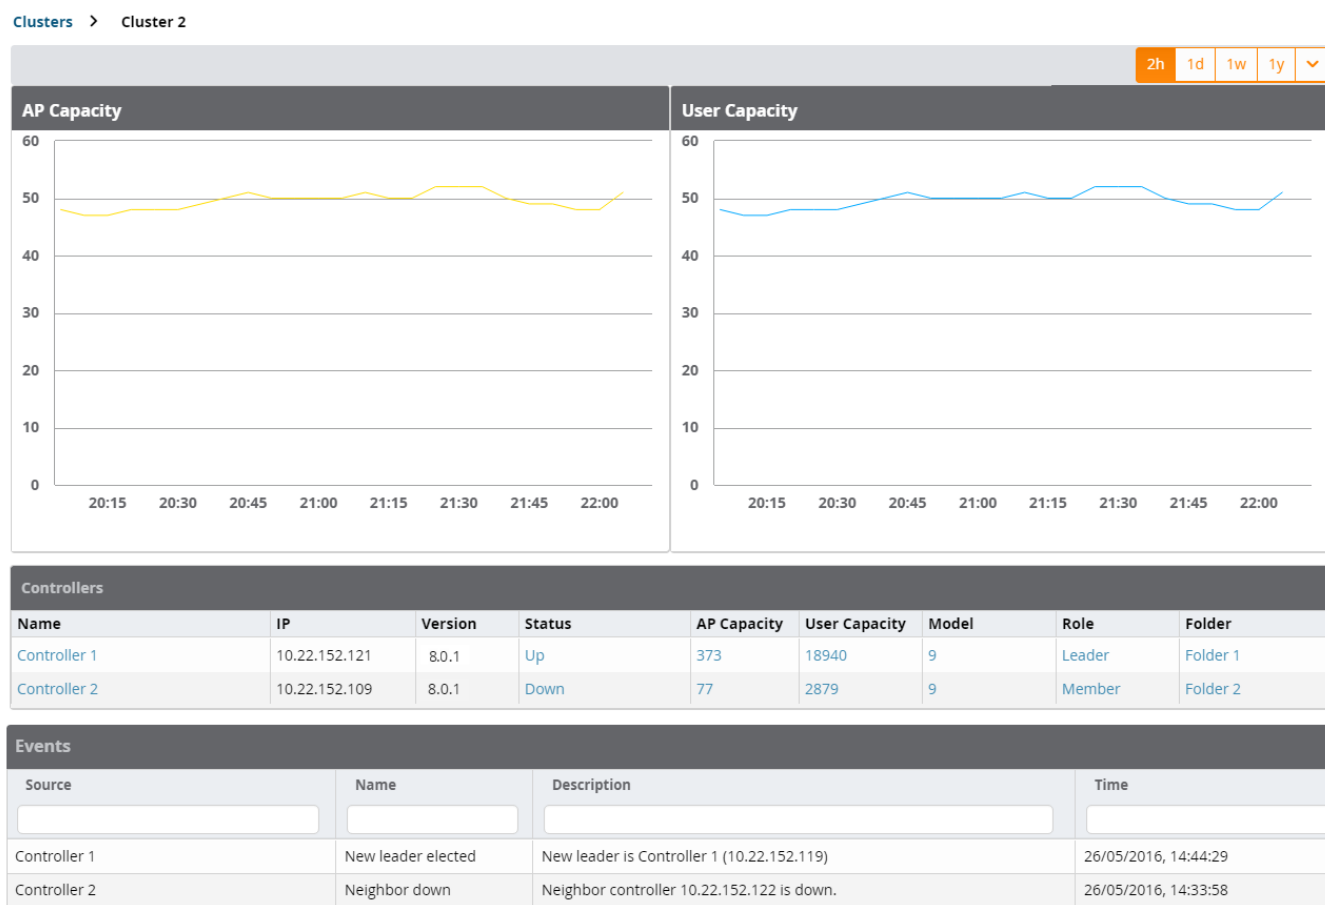 Clusters > Cluster 2
2h 1d 1w 1y
AP Capacity
60
50
40
30
20
10
0
20:15 20:30 20:45 21:00 21:15 21:30 21:45 22:00
User Capacity
60
50
40
30
20
10
0
20:15 20:30 20:45 21:00 21:15 21:30 21:45 22:00
Controllers
Name IP Version Status AP Capacity User Capacity Model Role Folder
Controller 1 10.22.152.121 8.0.1 Up 373 18940 9 Leader Folder 1
Controller 2 10.22.152.109 8.0.1 Down 77 2879 9 Member Folder 2
Events
Source Name Description Time
Controller 1 New leader elected New leader is Controller 1 (10.22.152.119) 26/05/2016, 14:44:29
Controller 2 Neighbor down Neighbor controller 10.22.152.122 is down. 26/05/2016, 14:33:58